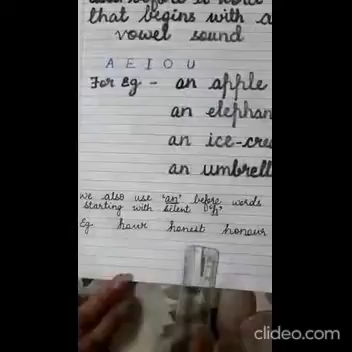 that begins with a
vowel sound
A E I O U
For Eg - an apple
an elephan
an ice-cre
an umbrell
we also use 'an' before words
starting with silent 'h'
Eg hour honest honour
clideo.com